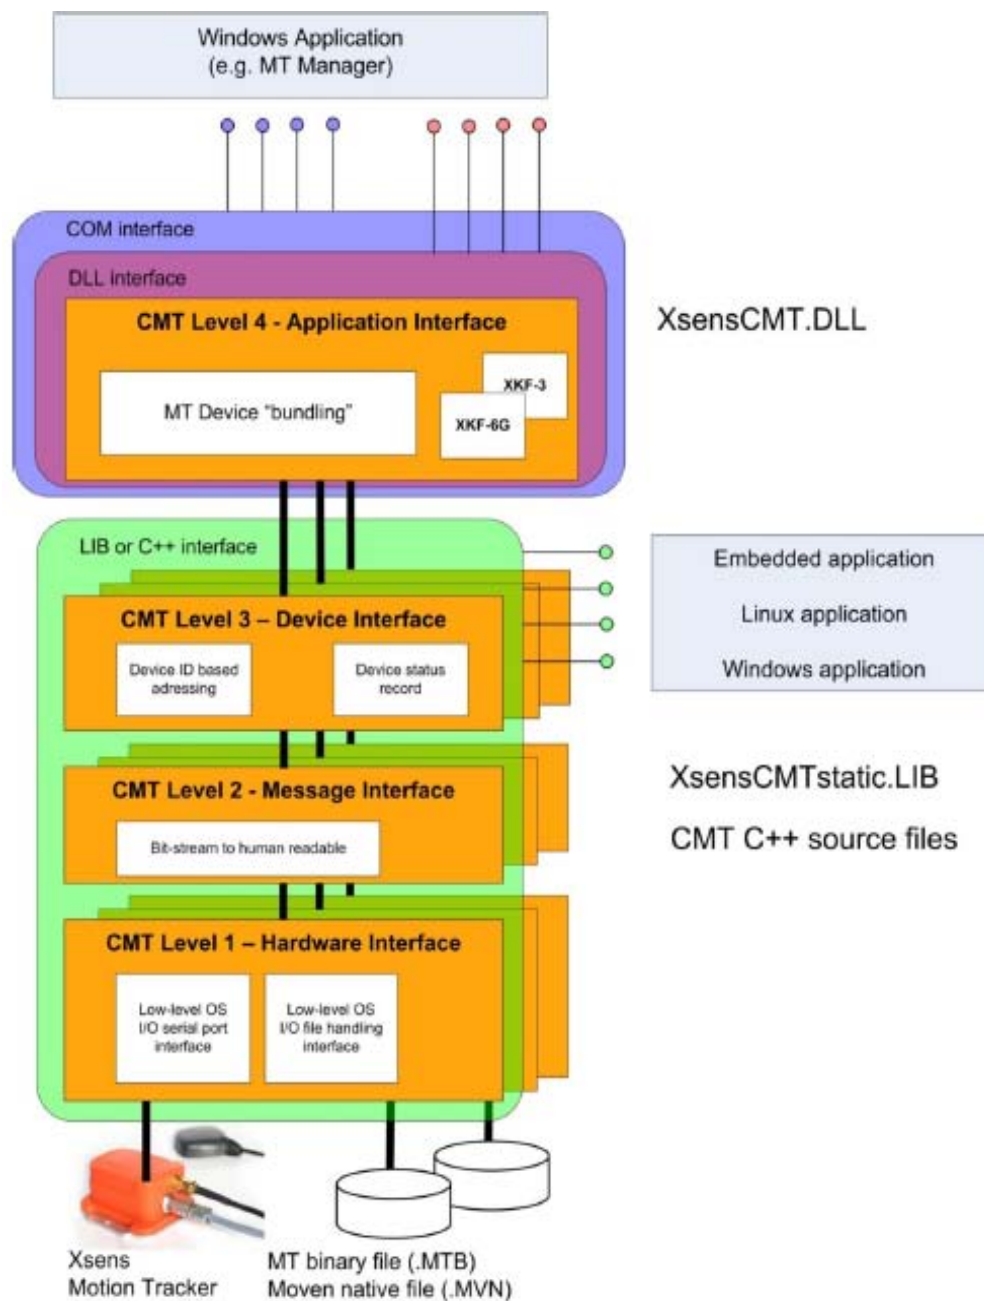 Windows Application
(e.g. MT Manager)
COM interface
DLL interface
CMT Level 4 - Application Interface
XsensCMT.DLL
MT Device “bundling”
XKF-3
XKF-6G
LIB or C++ interface
CMT Level 3 – Device Interface
Device ID based
adressing
Device status
record
Embedded application
Linux application
Windows application
CMT Level 2 - Message Interface
Bit-stream to human readable
XsensCMTstatic.LIB
CMT C++ source files
CMT Level 1 – Hardware Interface
Low-level OS
I/O serial port
interface
Low-level OS
I/O file handling
interface
Xsens
Motion Tracker
MT binary file (.MTB)
Moven native file (.MVN)